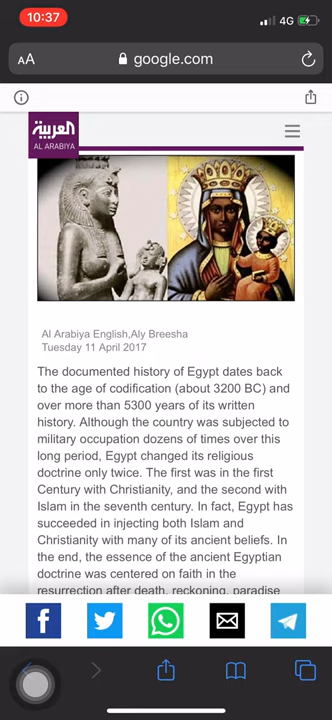 10:37
4G
AA
google.com
العربية
AL ARABIYA
Al Arabiya English,Aly Breesha
Tuesday 11 April 2017
The documented history of Egypt dates back
to the age of codification (about 3200 BC) and
over more than 5300 years of its written
history. Although the country was subjected to
military occupation dozens of times over this
long period, Egypt changed its religious
doctrine only twice. The first was in the first
Century with Christianity, and the second with
Islam in the seventh century. In fact, Egypt has
succeeded in injecting both Islam and
Christianity with many of its ancient beliefs. In
the end, the essence of the ancient Egyptian
doctrine was centered on faith in the
resurrection after death, reckoning, paradise